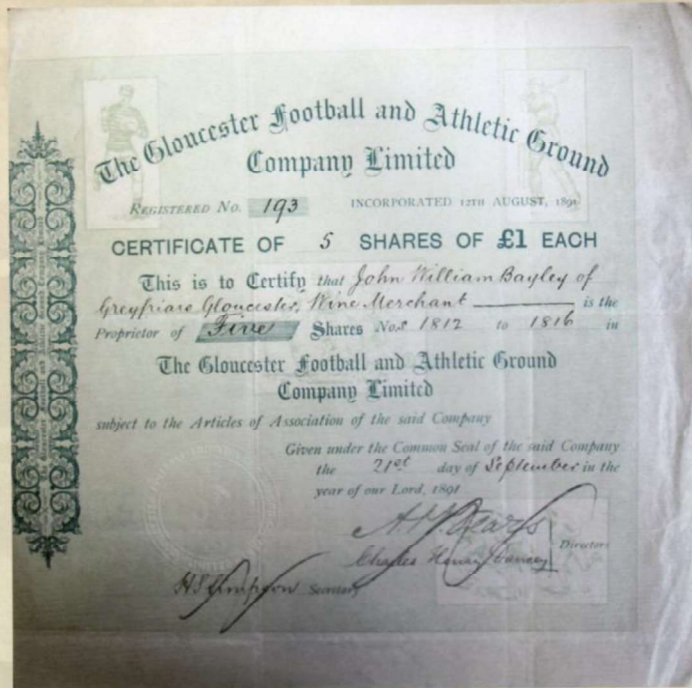 The Gloucester Football and Athletic Ground
Company Limited
REGISTERED No. 193 INCORPORATED 12TH AUGUST, 1891
CERTIFICATE OF 5 SHARES OF £1 EACH
This is to Certify that John William Bayley of
Greyfriars Gloucester, Wine Merchant is the
Proprietor of Five Shares Nos 1812 to 1816 in
The Gloucester Football and Athletic Ground
Company Limited
subject to the Articles of Association of the said Company
Given under the Common Seal of the said Company
the 21st day of September in the
year of our Lord, 1891
Charles Henry Dancey
Directors
Secretary